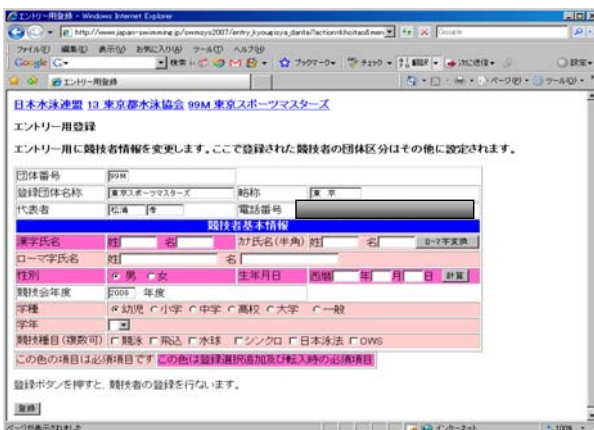 エントリー用登録 - Windows Internet Explorer
ファイル(F) 編集(E) 表示(V) お気に入り(A) ツール(T) ヘルプ(H)
Google
エントリー用登録
日本水泳連盟 13 東京都水泳協会 99M 東京スポーツマスターズ
エントリー用登録
エントリー用に競技者情報を変更します。ここで登録された競技者の団体区分はその他に設定されます。
団体番号 99M
登録団体名称 東京スポーツマスターズ 略称 東 京
代表者 松浦 電話番号
競技者基本情報
漢字氏名 姓 名 カナ氏名(半角) 姓 名 ローマ字変換
ローマ字氏名 姓 名
性別 男 女 生年月日 西暦 年 月 日 計算
競技会年度 2008 年度
学種 幼児 小学 中学 高校 大学 一般
学年
競技種目(複数可) 競泳 飛込 水球 シンクロ 日本泳法 OWS
この色の項目は必須項目です この色は登録選択追加及び転入時の必須項目
登録ボタンを押すと、競技者の登録を行ないます。
登録
ページが表示されました インターネット 100%